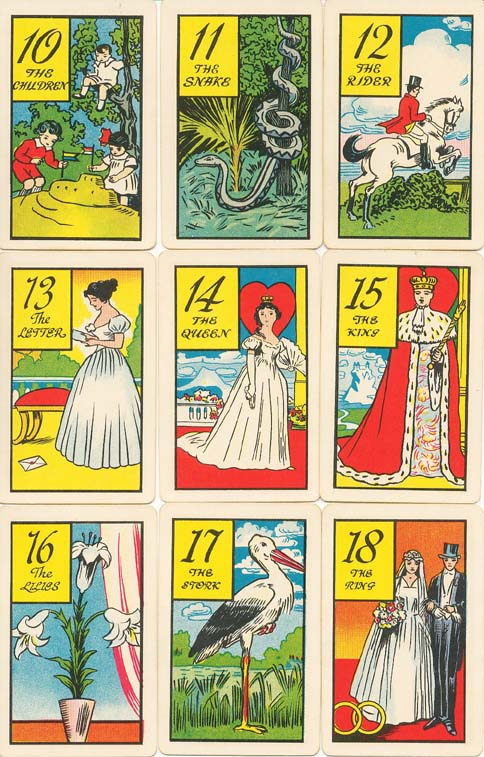 10
THE
CHILDREN
11
THE
SNAKE
12
THE
RIDER
13
The
LETTER
14
THE
QUEEN
15
THE
KING
16
The
LILIES
17
THE
STORK
18
THE
RING